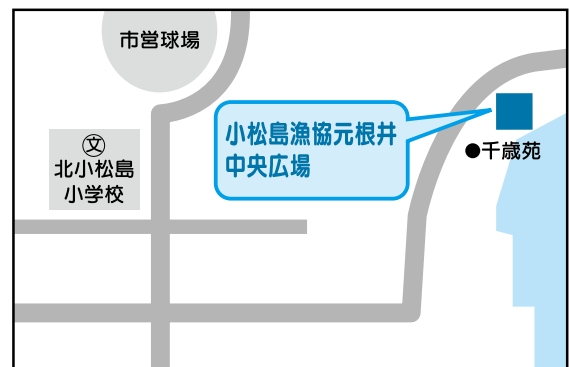 市営球場
小松島漁協元根井
中央広場
●千歳苑
文
北小松島
小学校